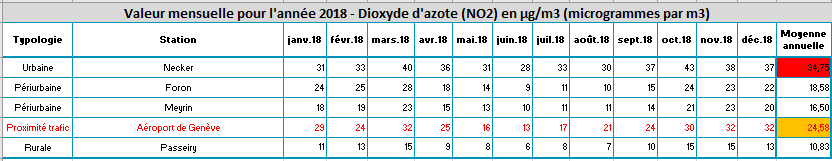 Valeur mensuelle pour l'année 2018 - Dioxyde d'azote (NO2) en µg/m3 (microgrammes par m3)
Typologie Station janv.18 févr.18 mars.18 avr.18 mai.18 juin.18 juil.18 août.18 sept.18 oct.18 nov.18 déc.18 Moyenne annuelle
Urbaine Necker 31 33 40 36 31 28 33 30 37 43 38 37 34,75
Périurbaine Foron 24 25 28 18 14 9 11 10 15 24 23 22 18,58
Périurbaine Meyrin 18 19 23 15 13 10 11 11 14 21 23 20 16,50
Proximité trafic Aéroport de Genève 29 24 32 25 16 13 17 21 24 30 32 32 24,58
Rurale Passeiry 11 13 15 9 8 6 8 7 10 15 15 13 10,83